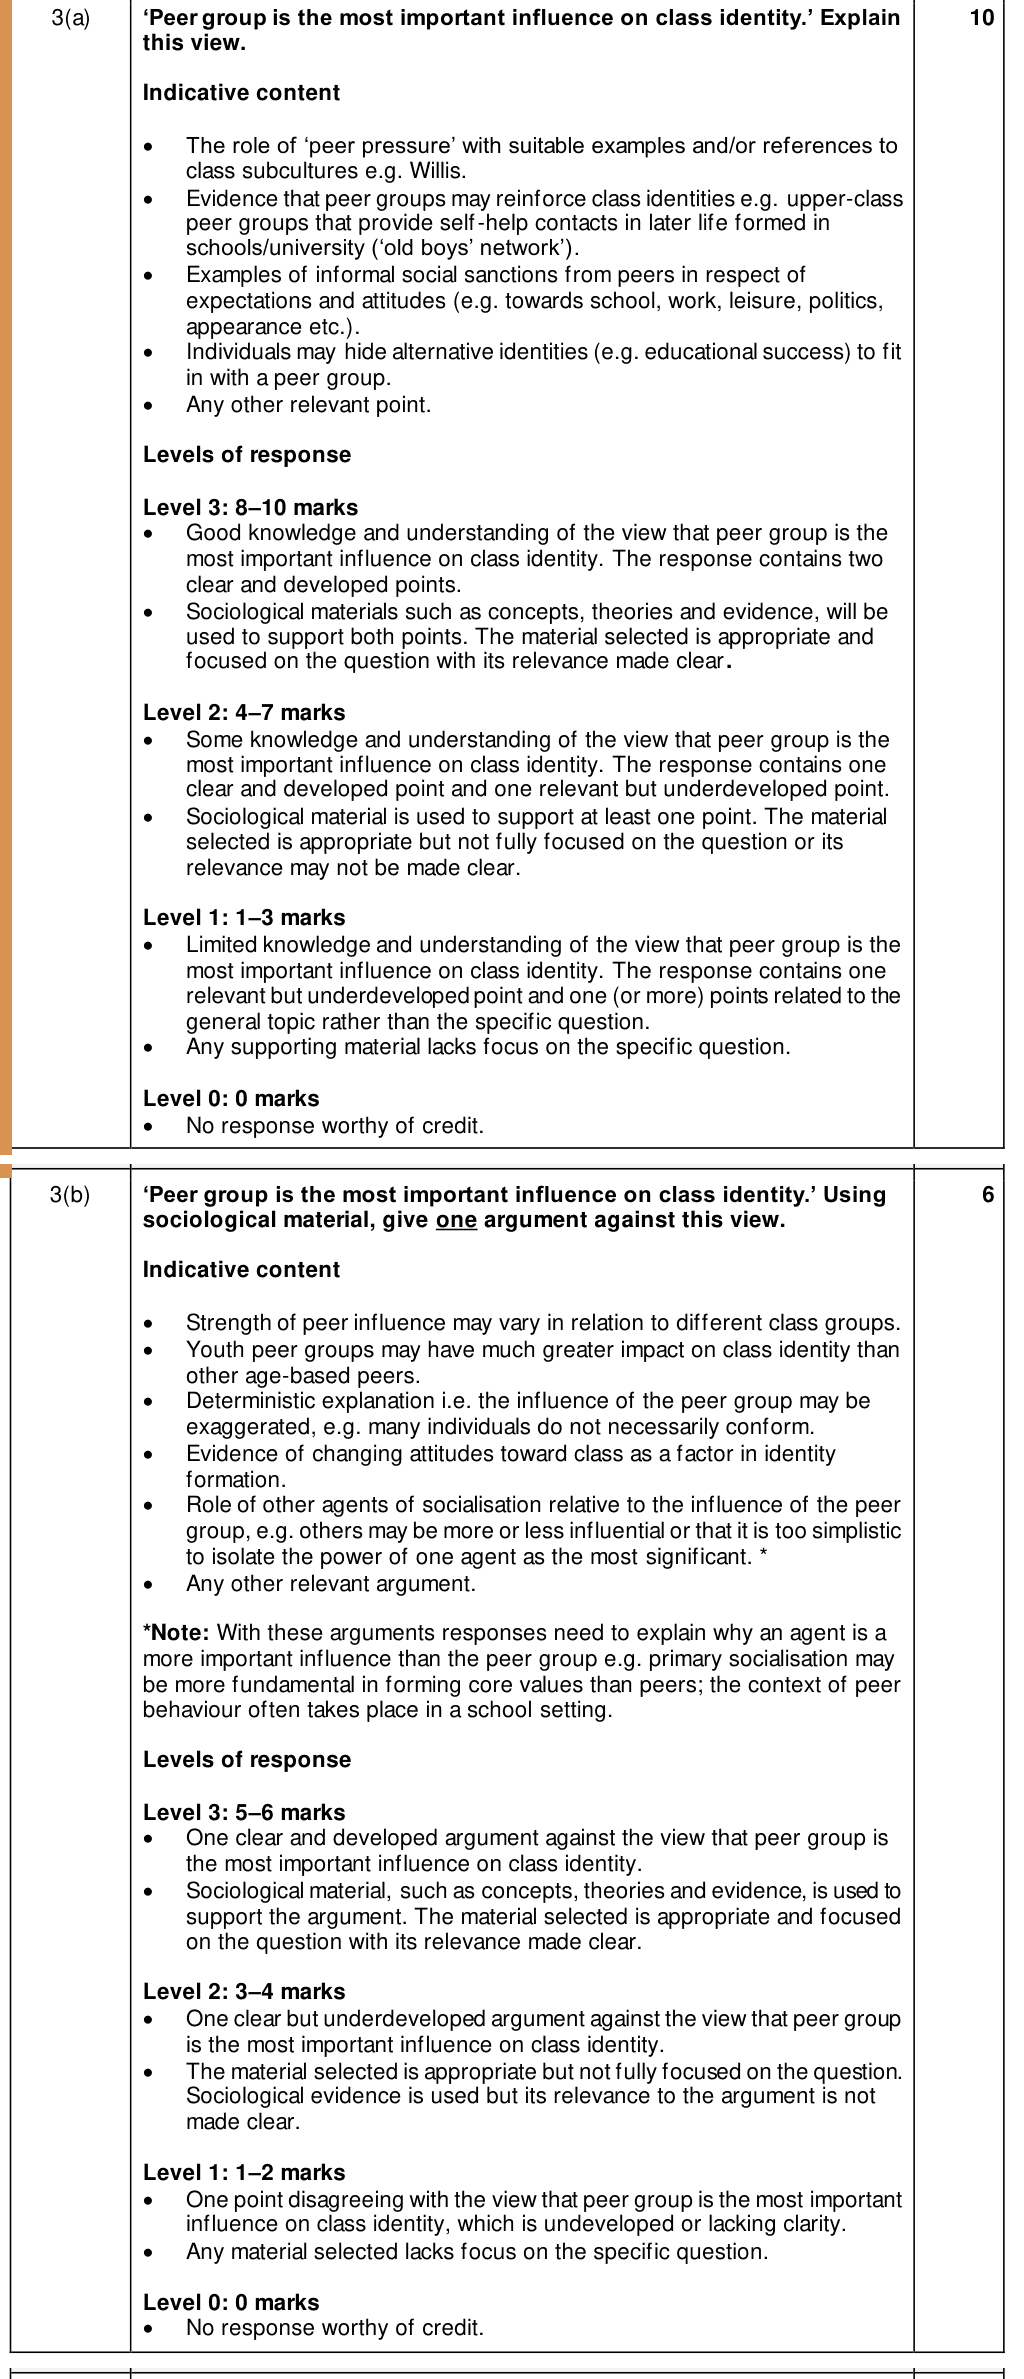 3(a)
‘Peer group is the most important influence on class identity.’ Explain
this view.
10
Indicative content
• The role of ‘peer pressure’ with suitable examples and/or references to
class subcultures e.g. Willis.
• Evidence that peer groups may reinforce class identities e.g. upper-class
peer groups that provide self-help contacts in later life formed in
schools/university (‘old boys’ network’).
• Examples of informal social sanctions from peers in respect of
expectations and attitudes (e.g. towards school, work, leisure, politics,
appearance etc.).
• Individuals may hide alternative identities (e.g. educational success) to fit
in with a peer group.
• Any other relevant point.
Levels of response
Level 3: 8–10 marks
• Good knowledge and understanding of the view that peer group is the
most important influence on class identity. The response contains two
clear and developed points.
• Sociological materials such as concepts, theories and evidence, will be
used to support both points. The material selected is appropriate and
focused on the question with its relevance made clear.
Level 2: 4–7 marks
• Some knowledge and understanding of the view that peer group is the
most important influence on class identity. The response contains one
clear and developed point and one relevant but underdeveloped point.
• Sociological material is used to support at least one point. The material
selected is appropriate but not fully focused on the question or its
relevance may not be made clear.
Level 1: 1–3 marks
• Limited knowledge and understanding of the view that peer group is the
most important influence on class identity. The response contains one
relevant but underdeveloped point and one (or more) points related to the
general topic rather than the specific question.
• Any supporting material lacks focus on the specific question.
Level 0: 0 marks
• No response worthy of credit.
3(b)
‘Peer group is the most important influence on class identity.’ Using
sociological material, give one argument against this view.
6
Indicative content
• Strength of peer influence may vary in relation to different class groups.
• Youth peer groups may have much greater impact on class identity than
other age-based peers.
• Deterministic explanation i.e. the influence of the peer group may be
exaggerated, e.g. many individuals do not necessarily conform.
• Evidence of changing attitudes toward class as a factor in identity
formation.
• Role of other agents of socialisation relative to the influence of the peer
group, e.g. others may be more or less influential or that it is too simplistic
to isolate the power of one agent as the most significant. *
• Any other relevant argument.
*Note: With these arguments responses need to explain why an agent is a
more important influence than the peer group e.g. primary socialisation may
be more fundamental in forming core values than peers; the context of peer
behaviour often takes place in a school setting.
Levels of response
Level 3: 5–6 marks
• One clear and developed argument against the view that peer group is
the most important influence on class identity.
• Sociological material, such as concepts, theories and evidence, is used to
support the argument. The material selected is appropriate and focused
on the question with its relevance made clear.
Level 2: 3–4 marks
• One clear but underdeveloped argument against the view that peer group
is the most important influence on class identity.
• The material selected is appropriate but not fully focused on the question.
Sociological evidence is used but its relevance to the argument is not
made clear.
Level 1: 1–2 marks
• One point disagreeing with the view that peer group is the most important
influence on class identity, which is undeveloped or lacking clarity.
• Any material selected lacks focus on the specific question.
Level 0: 0 marks
• No response worthy of credit.